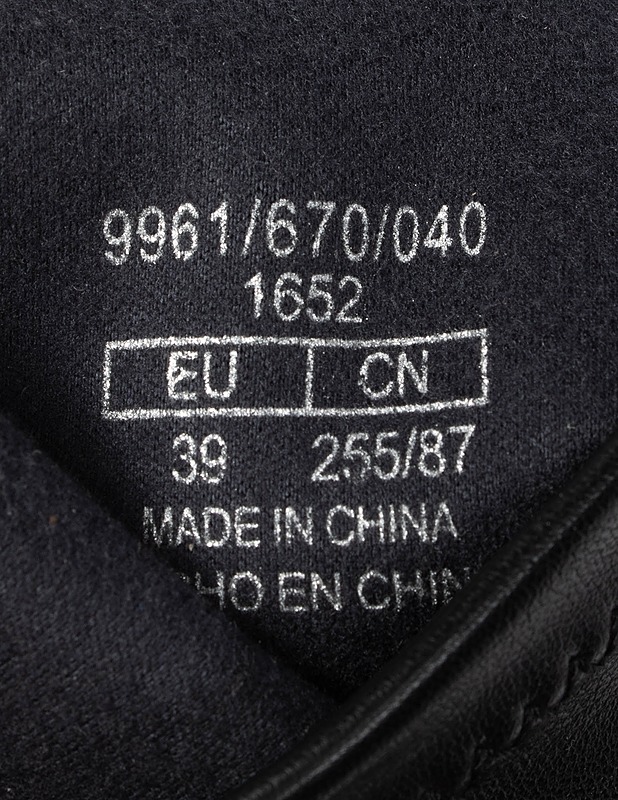 9961/670/040
1652
EU CN
39 255/87
MADE IN CHINA
EN